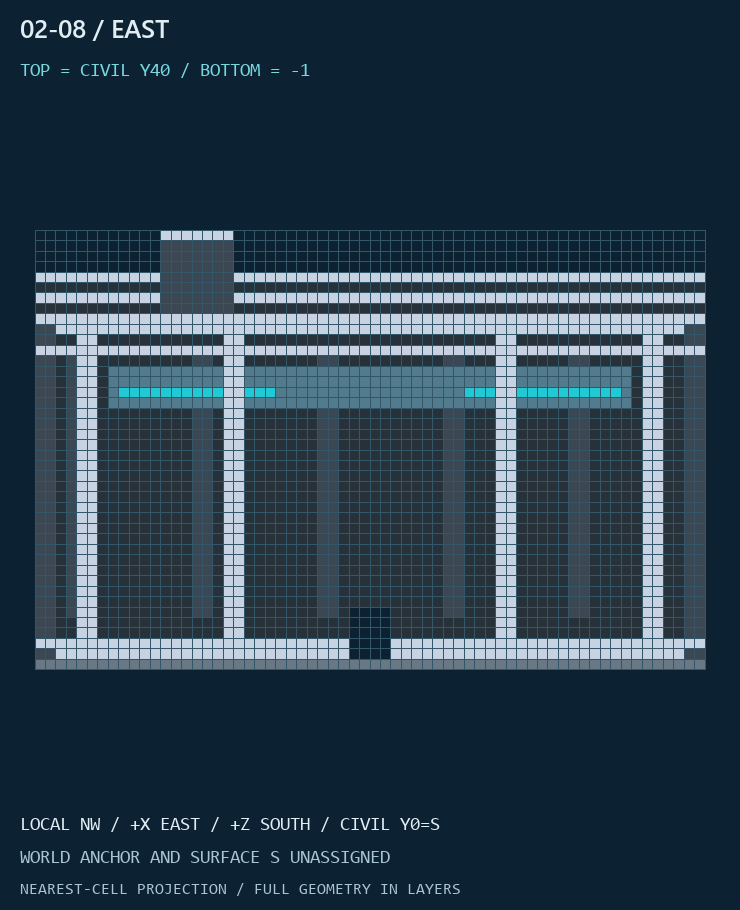 02-08 / EAST
TOP = CIVIL Y40 / BOTTOM = -1
LOCAL NW / +X EAST / +Z SOUTH / CIVIL Y0=S
WORLD ANCHOR AND SURFACE S UNASSIGNED
NEAREST-CELL PROJECTION / FULL GEOMETRY IN LAYERS